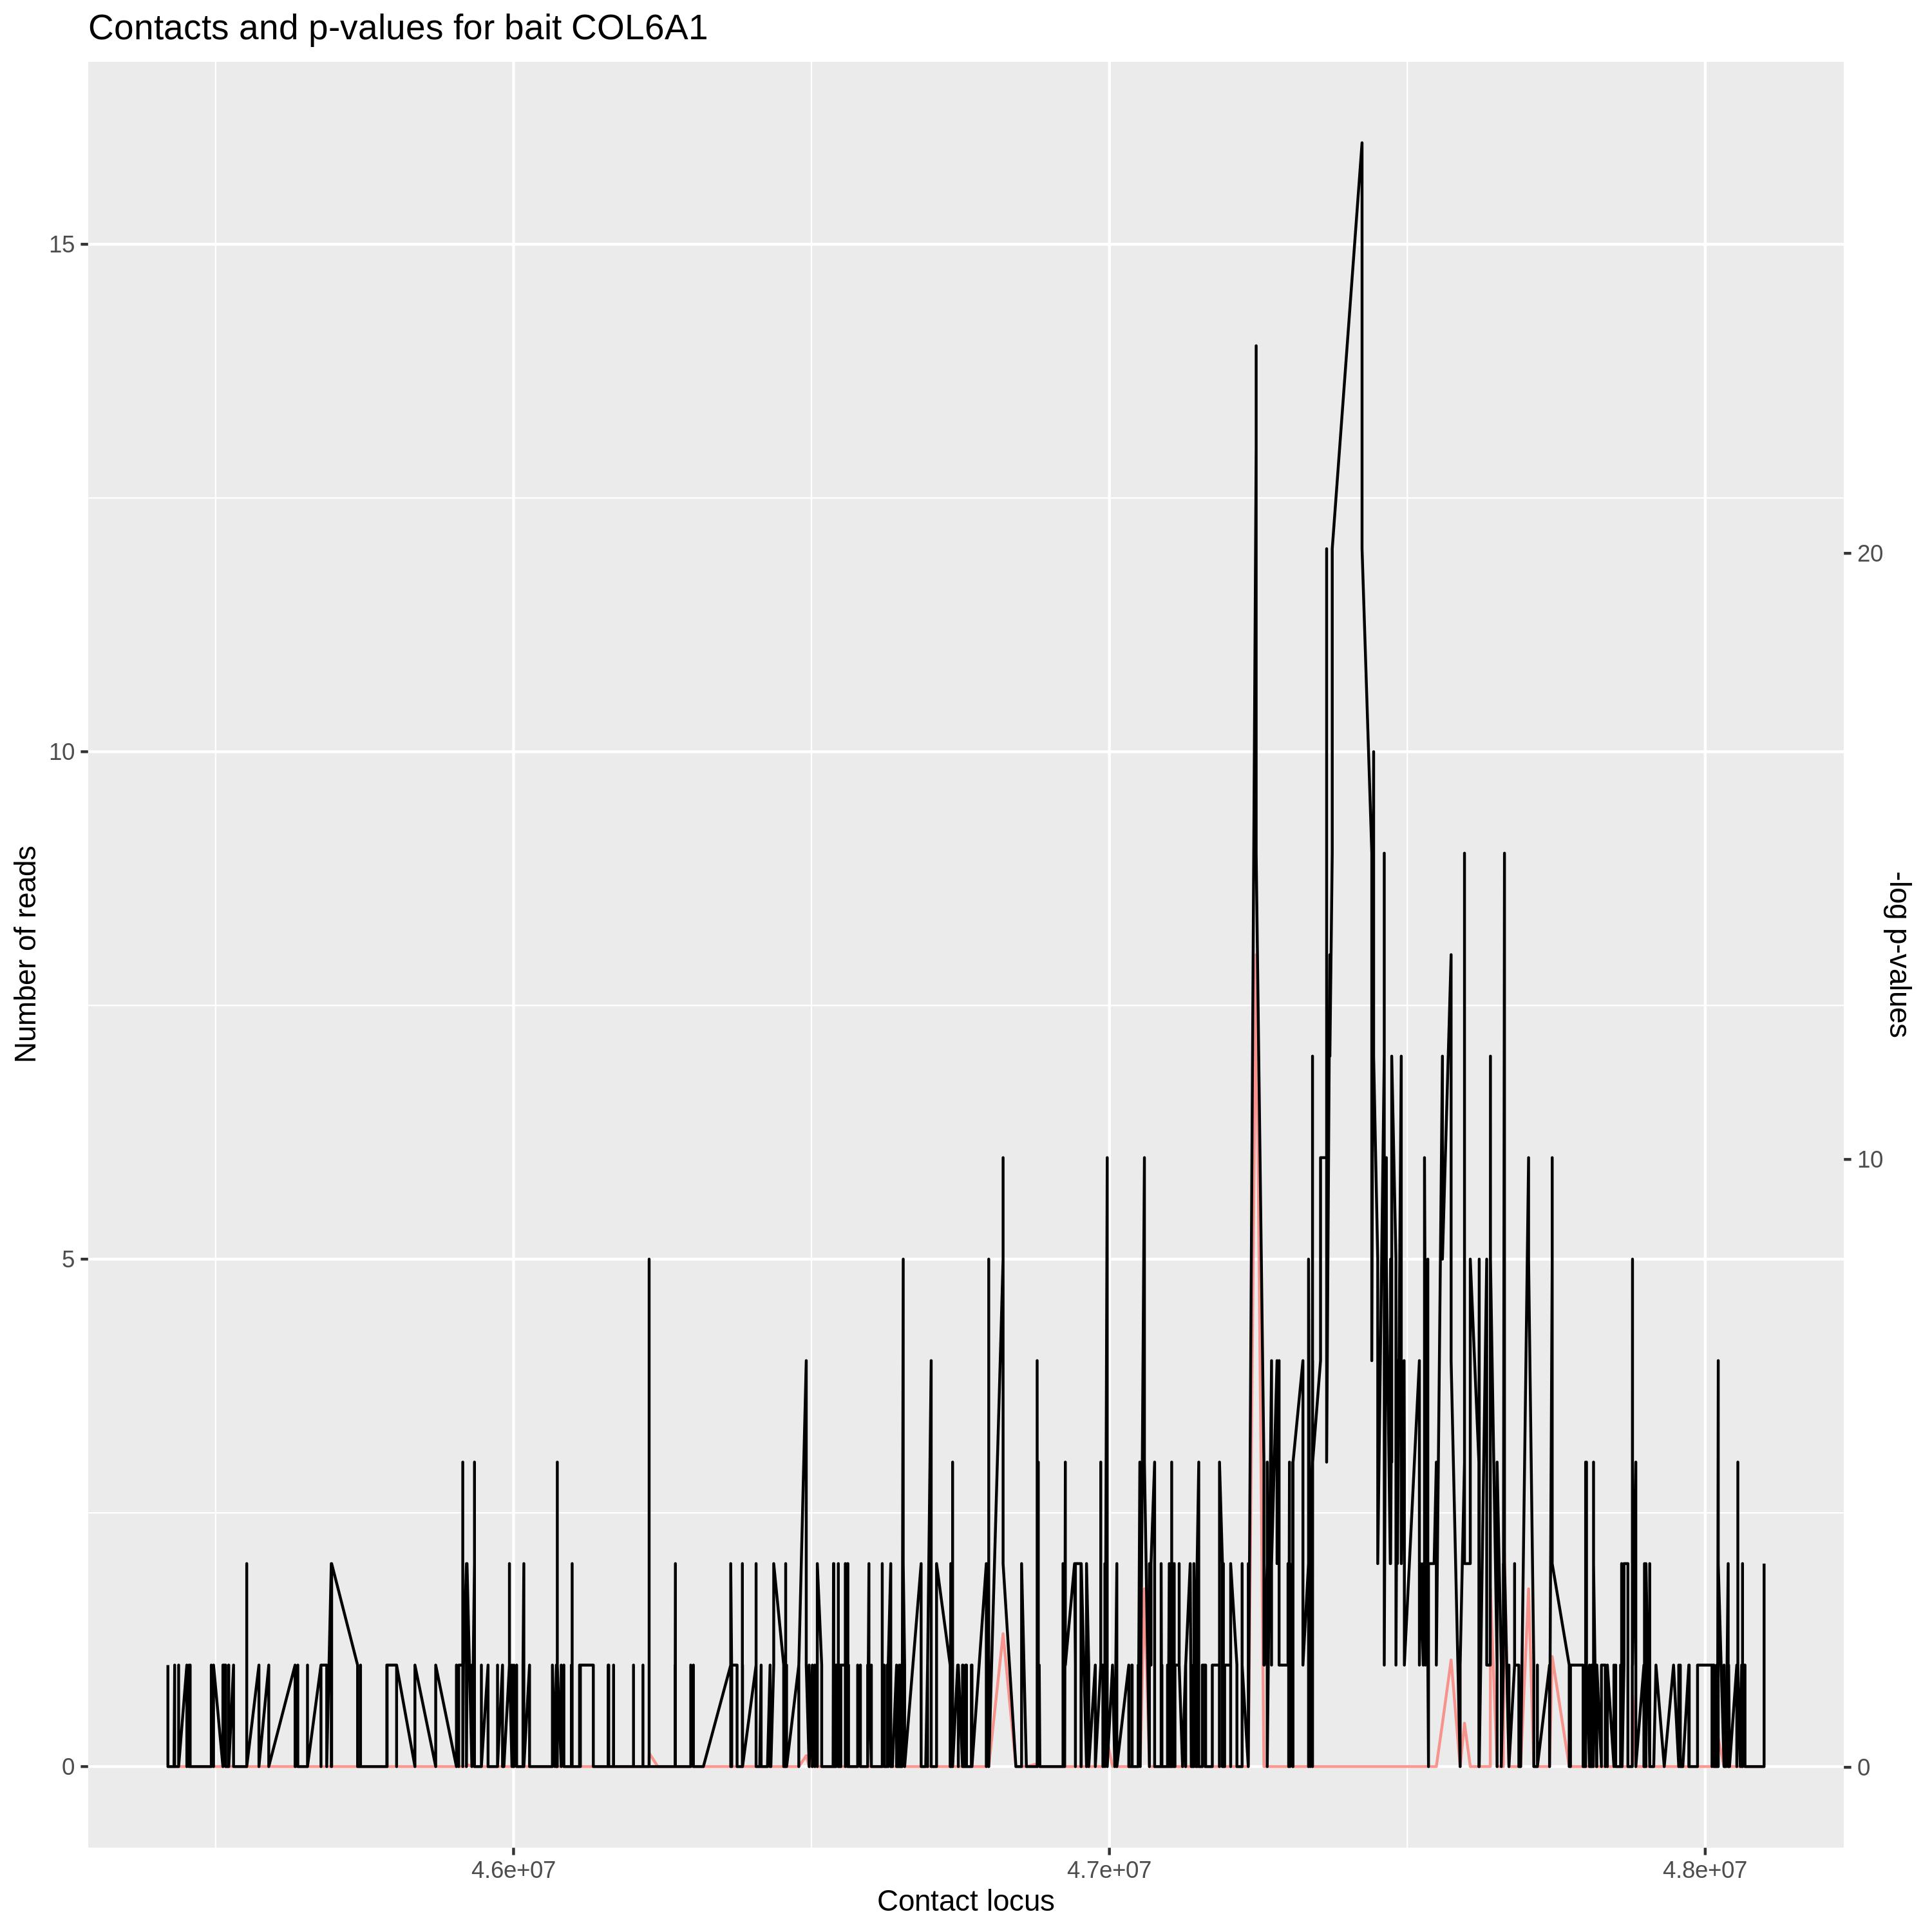 Contacts and p-values for bait COL6A1
15
10
5
0
Number of reads
20
10
0
-log p-values
4.6e+07
4.7e+07
4.8e+07
Contact locus